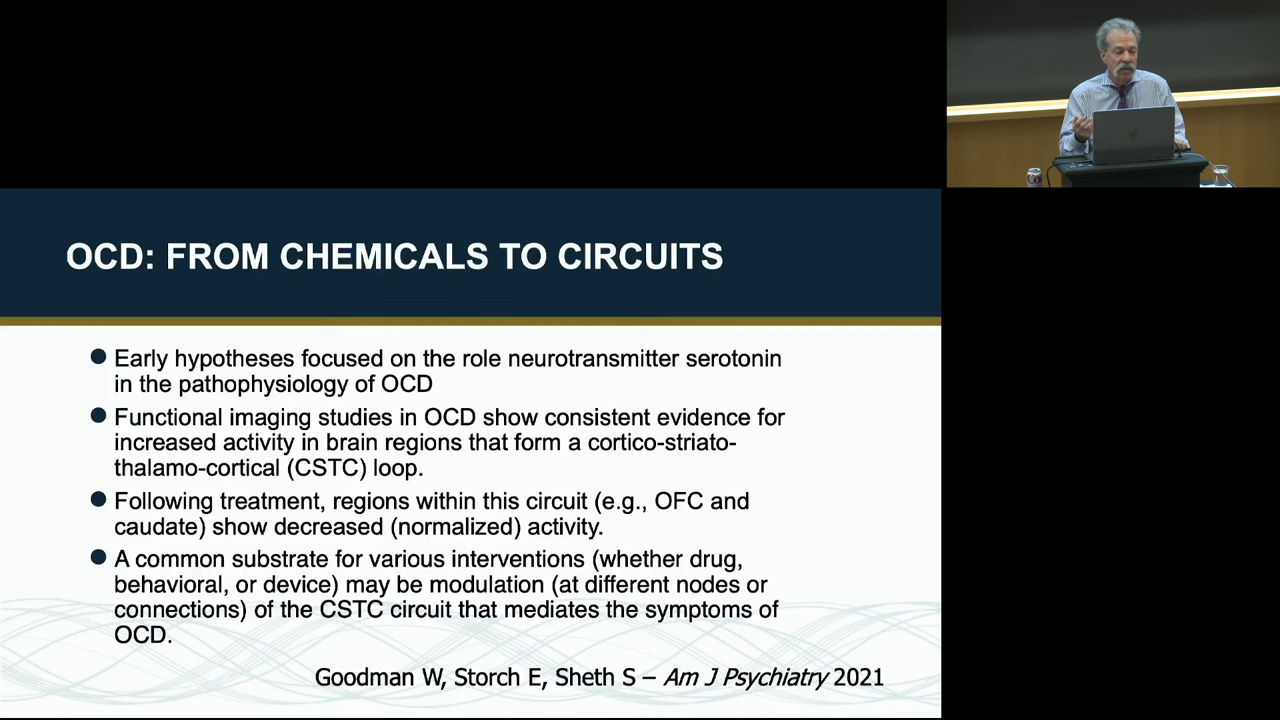 OCD: FROM CHEMICALS TO CIRCUITS
Early hypotheses focused on the role neurotransmitter serotonin
in the pathophysiology of OCD
Functional imaging studies in OCD show consistent evidence for
increased activity in brain regions that form a cortico-striato-
thalamo-cortical (CSTC) loop.
Following treatment, regions within this circuit (e.g., OFC and
caudate) show decreased (normalized) activity.
A common substrate for various interventions (whether drug,
behavioral, or device) may be modulation (at different nodes or
connections) of the CSTC circuit that mediates the symptoms of
OCD.
Goodman W, Storch E, Sheth S – Am J Psychiatry 2021